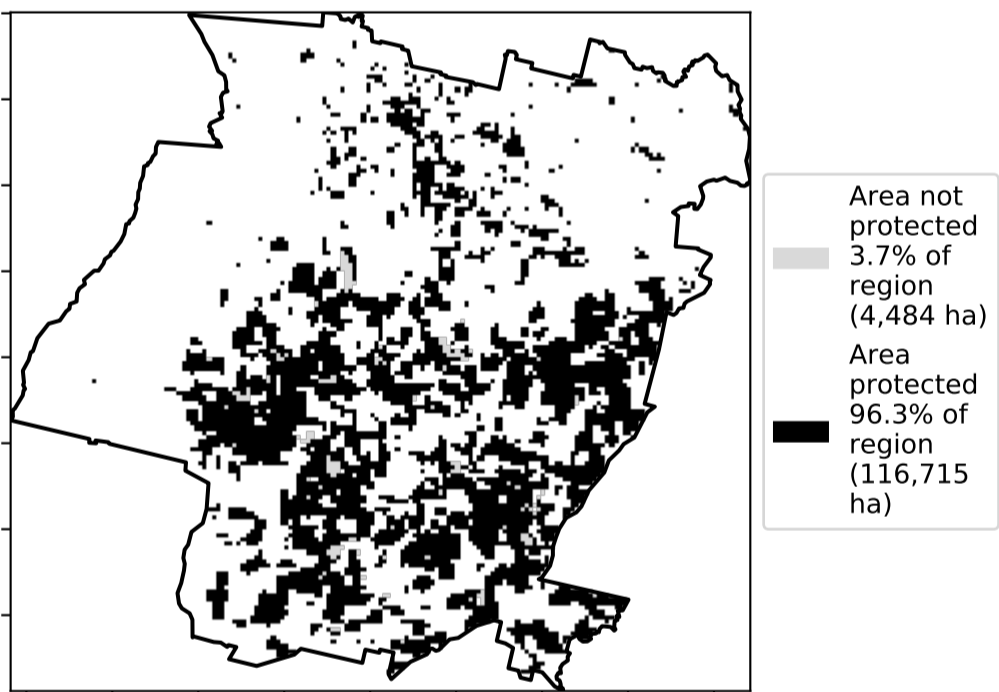 Area not
protected
3.7% of
region
(4,484 ha)
Area
protected
96.3% of
region
(116,715
ha)